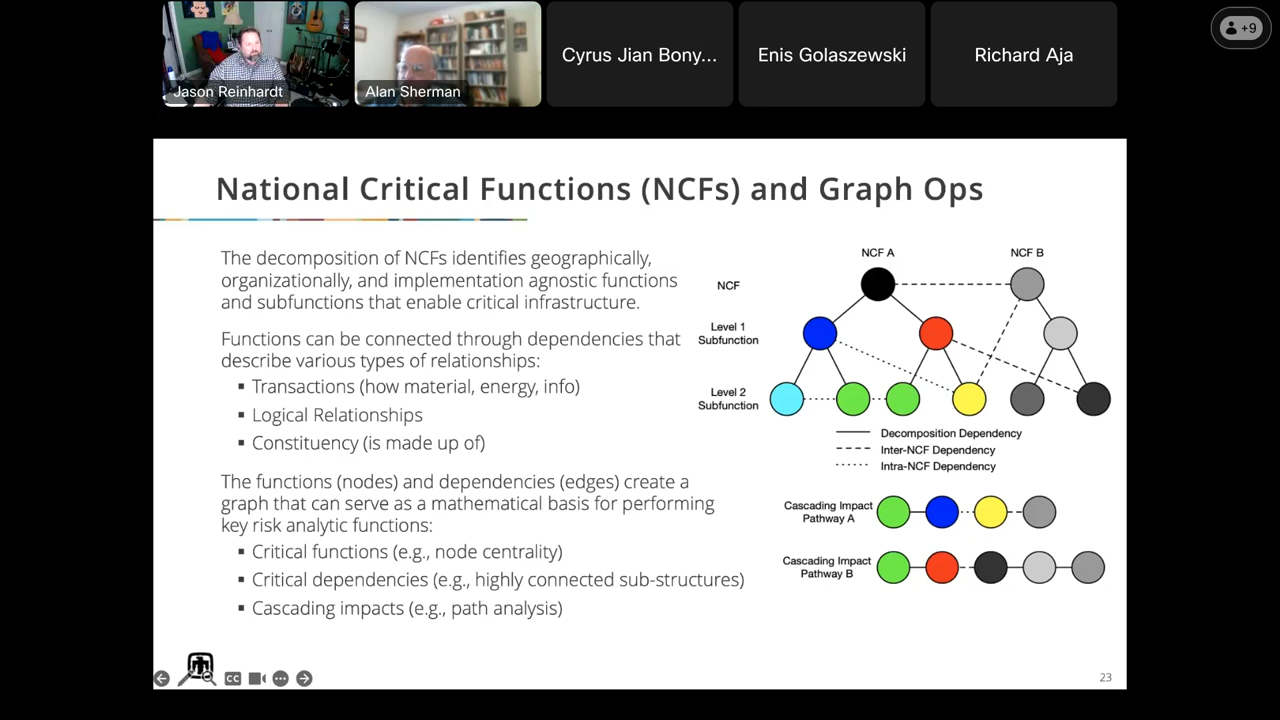 +9
Jason Reinhardt
Alan Sherman
Cyrus Jian Bony...
Enis Golaszewski
Richard Aja
National Critical Functions (NCFs) and Graph Ops
The decomposition of NCFs identifies geographically,
organizationally, and implementation agnostic functions
and subfunctions that enable critical infrastructure.
Functions can be connected through dependencies that
describe various types of relationships:
▪ Transactions (how material, energy, info)
▪ Logical Relationships
▪ Constituency (is made up of)
The functions (nodes) and dependencies (edges) create a
graph that can serve as a mathematical basis for performing
key risk analytic functions:
▪ Critical functions (e.g., node centrality)
▪ Critical dependencies (e.g., highly connected sub-structures)
▪ Cascading impacts (e.g., path analysis)
NCF A
NCF B
NCF
Level 1
Subfunction
Level 2
Subfunction
Decomposition Dependency
Inter-NCF Dependency
Intra-NCF Dependency
Cascading Impact
Pathway A
Cascading Impact
Pathway B
CC
23